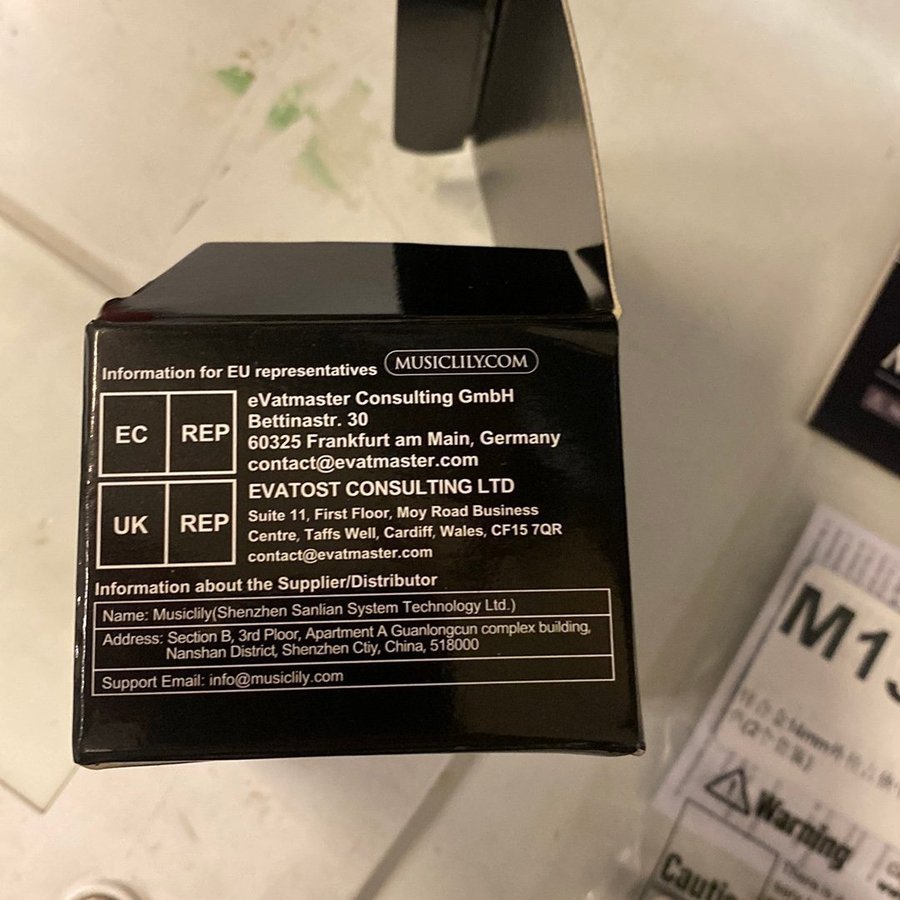 Information for EU representatives MUSICLILY.COM
EC REP
eVatmaster Consulting GmbH
Bettinastr. 30
60325 Frankfurt am Main, Germany
contact@evatmaster.com
UK REP
EVATOST CONSULTING LTD
Suite 11, First Floor, Moy Road Business
Centre, Taffs Well, Cardiff, Wales, CF15 7QR
contact@evatmaster.com
Information about the Supplier/Distributor
Name: Musiclily(Shenzhen Sanlian System Technology Ltd.)
Address: Section B, 3rd Ploor, Apartment A Guanlongcun complex building,
Nanshan District, Shenzhen Ctiy, China, 518000
Support Email: info@musiclily.com
Warning